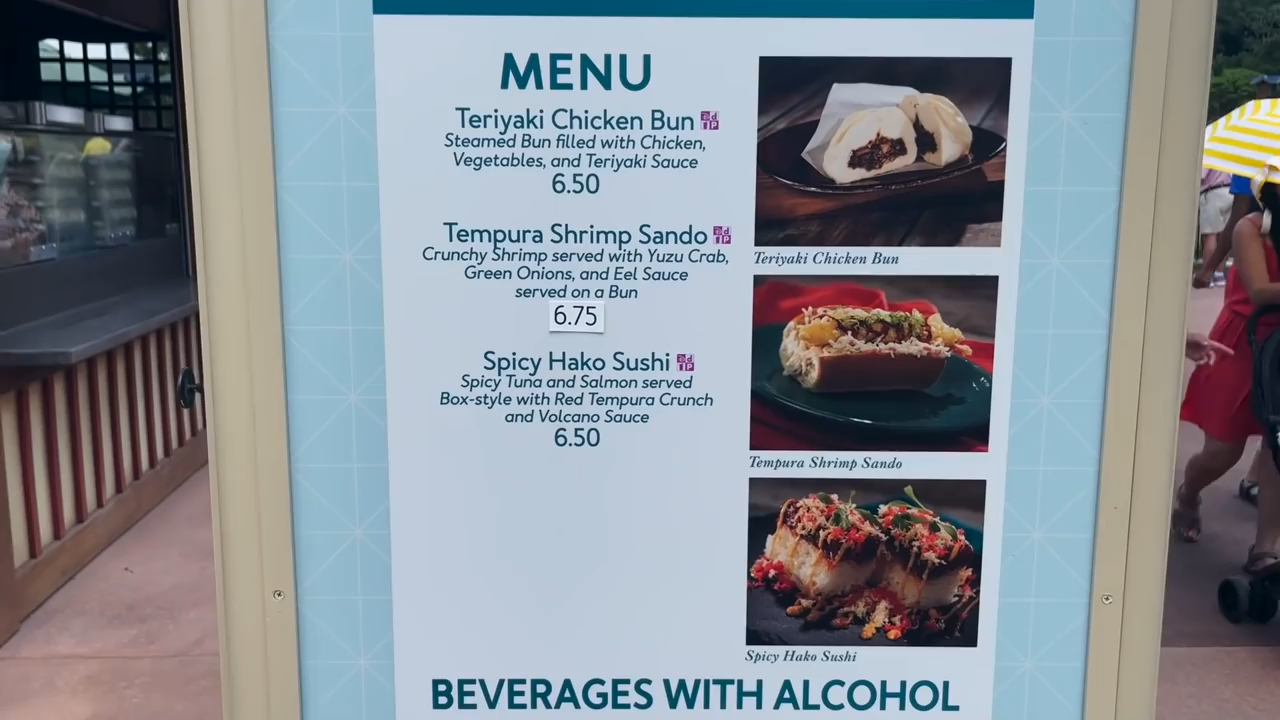 MENU
Teriyaki Chicken Bun
Steamed Bun filled with Chicken,
Vegetables, and Teriyaki Sauce
6.50
Tempura Shrimp Sando
Crunchy Shrimp served with Yuzu Crab,
Green Onions, and Eel Sauce
served on a Bun
6.75
Spicy Hako Sushi
Spicy Tuna and Salmon served
Box-style with Red Tempura Crunch
and Volcano Sauce
6.50
Teriyaki Chicken Bun
Tempura Shrimp Sando
Spicy Hako Sushi
BEVERAGES WITH ALCOHOL